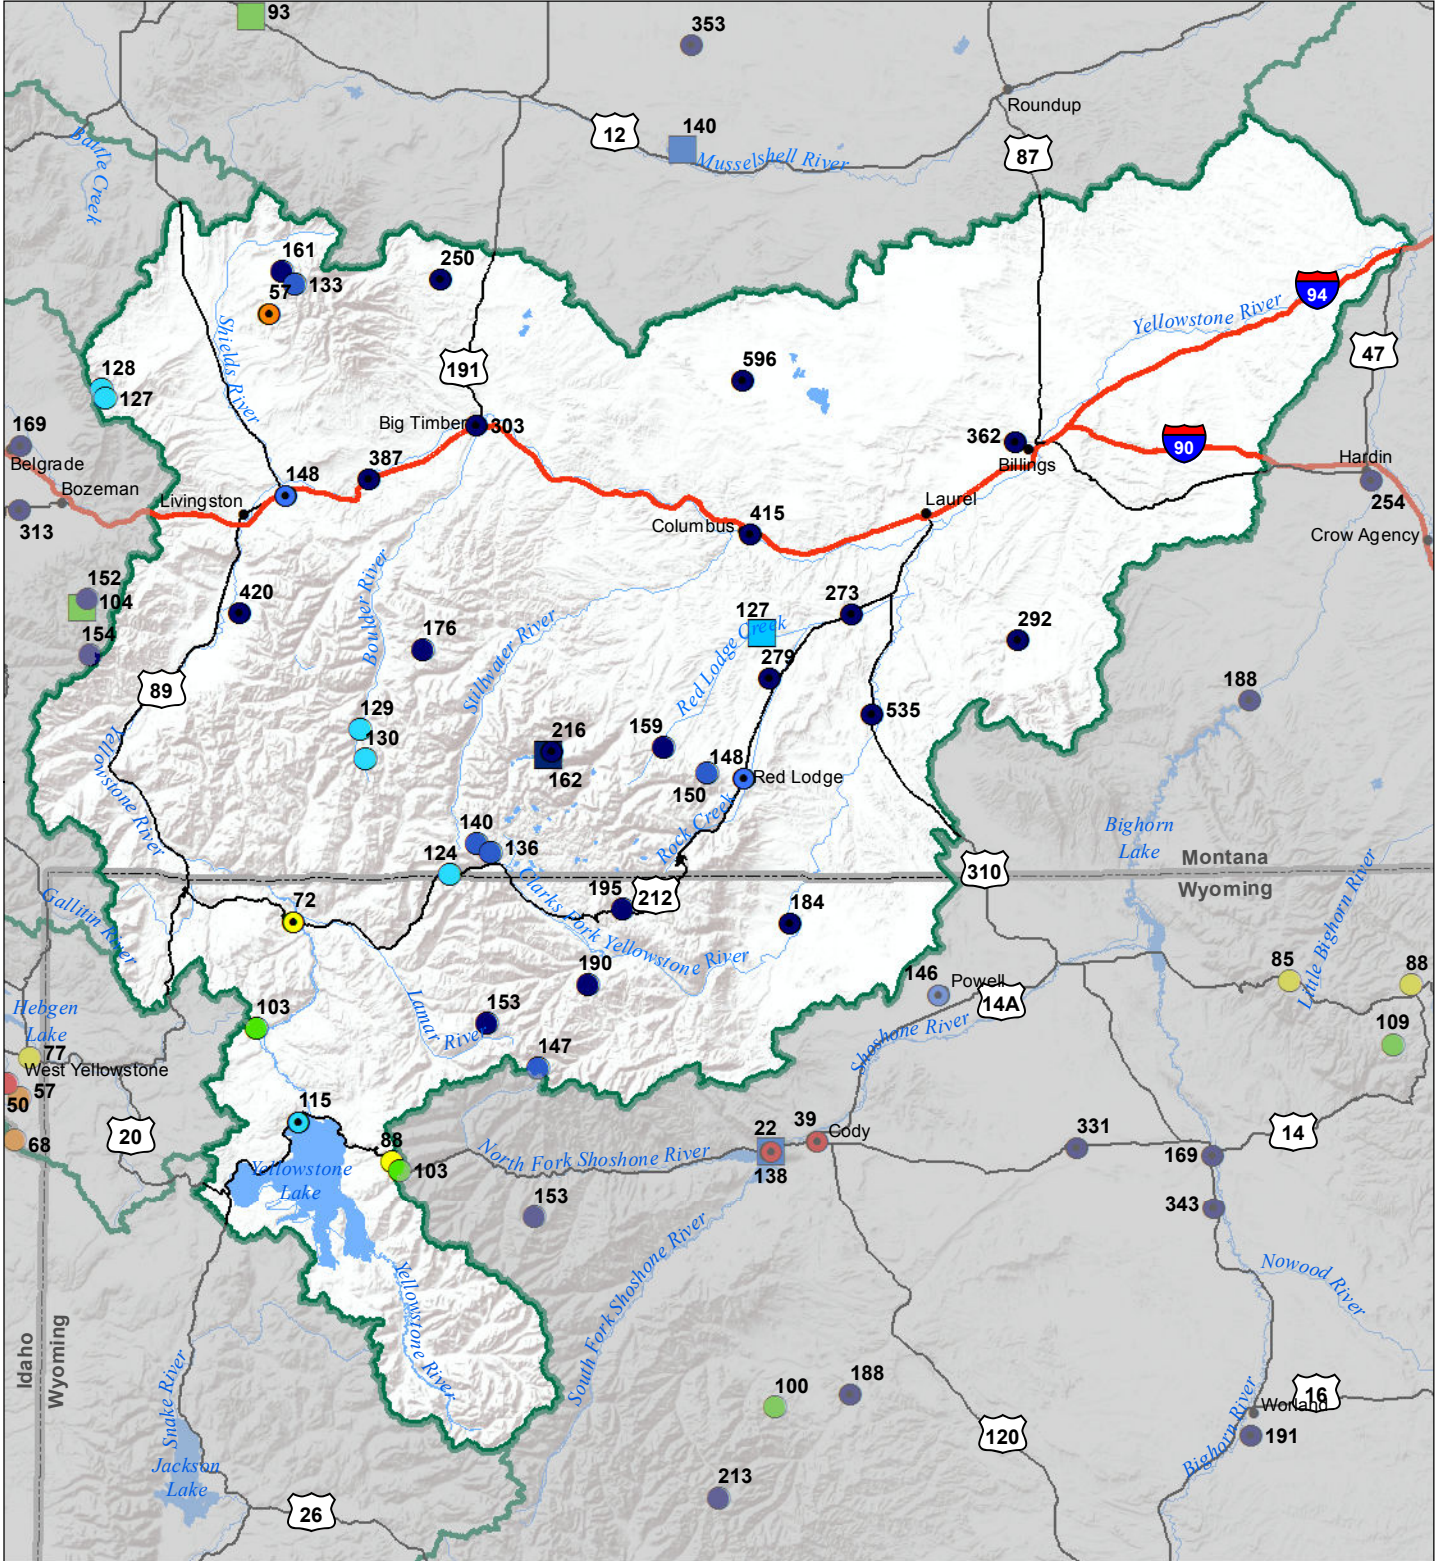 93
353
Roundup
12
140
Musselshell River
87
Battle Creek
161
133
57
250
94
Yellowstone River
Shields River
191
47
596
128
127
169
Belgrade
Big Timber
303
362
Billings
90
Hardin
254
387
148
Bozeman
Livingston
313
Laurel
Columbus
415
Crow Agency
152
104
420
154
Boulder River
176
Stillwater River
127
Red Lodge Creek
273
292
279
89
188
129
130
Yellowstone River
216
162
159
148
150
Red Lodge
535
Rock Creek
140
136
124
Bighorn
Lake
Montana
Wyoming
310
212
195
Clarks Fork Yellowstone River
184
Little Bighorn River
72
Gallitin River
190
146
Powell
14A
85
88
Hebgen
Lake
103
Lamar River
153
Shoshone River
109
77
West Yellowstone
57
50
147
115
20
68
88
103
Yellowstone
Lake
North Fork Shoshone River
22
138
39
Cody
331
14
169
153
343
South Fork Shoshone River
Nowood River
Yellowstone River
Idaho
Wyoming
Snake River
100
188
16
Worland
191
Bighorn River
120
Jackson
Lake
213
26